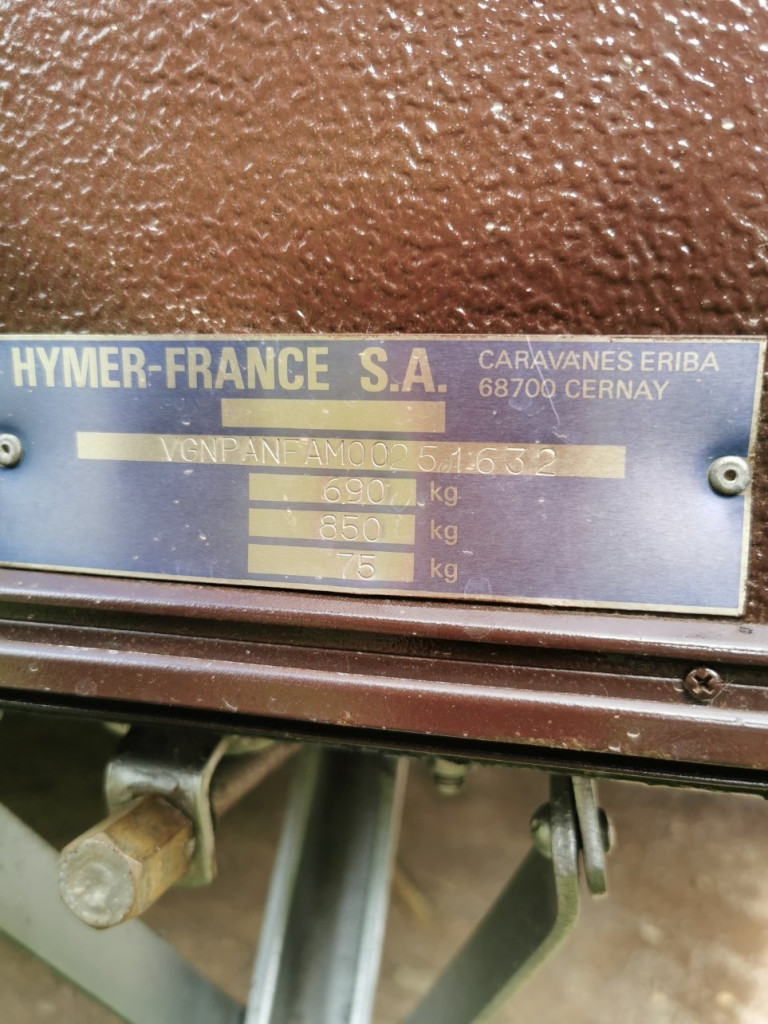 HYMER-FRANCE S.A.
CARAVANES ERIBA
68700 CERNAY
VGNPANFAM00251632
690 kg
850 kg
75 kg